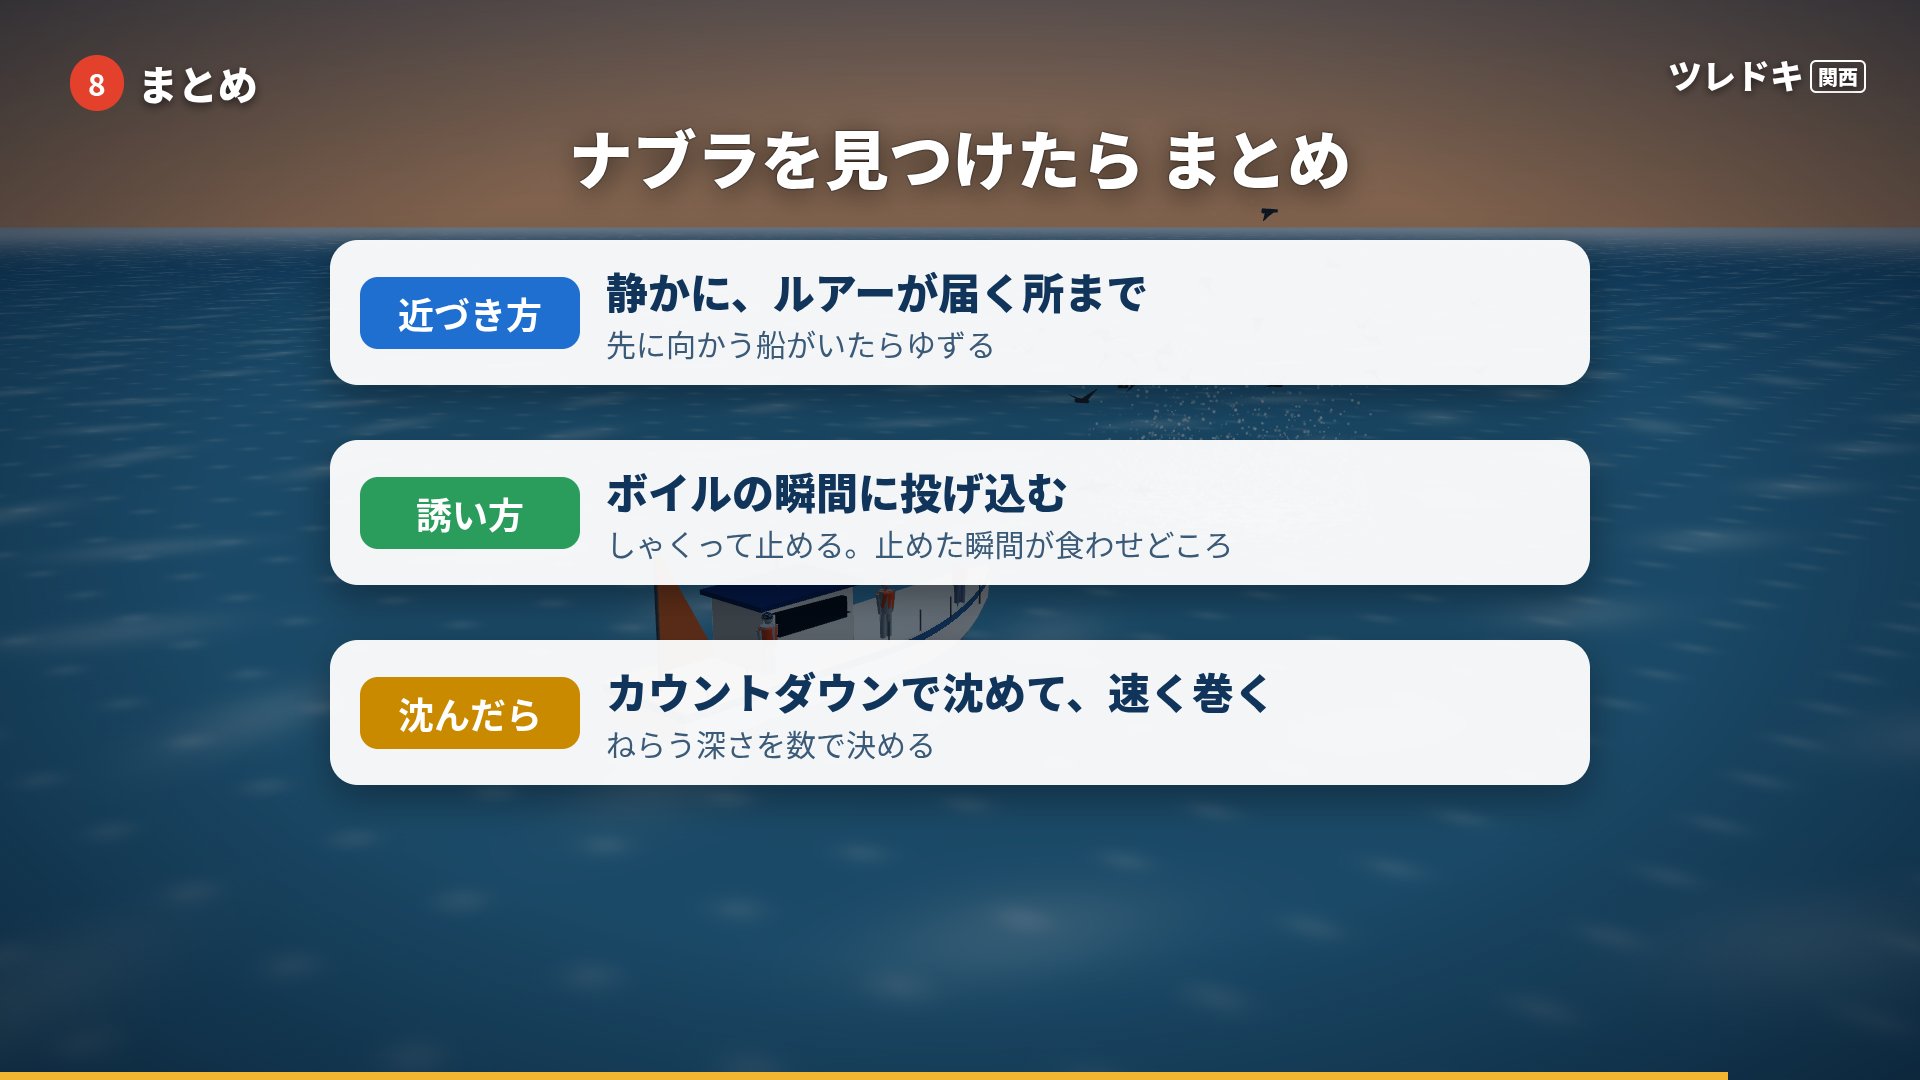 8 まとめ
ツレドキ 関西
ナブラを見つけたら まとめ
近づき方
静かに、ルアーが届く所まで
先に向かう船がいたらゆずる
誘い方
ボイルの瞬間に投げ込む
しゃくって止める。止めた瞬間が食わせどころ
沈んだら
カウントダウンで沈めて、速く巻く
ねらう深さを数で決める